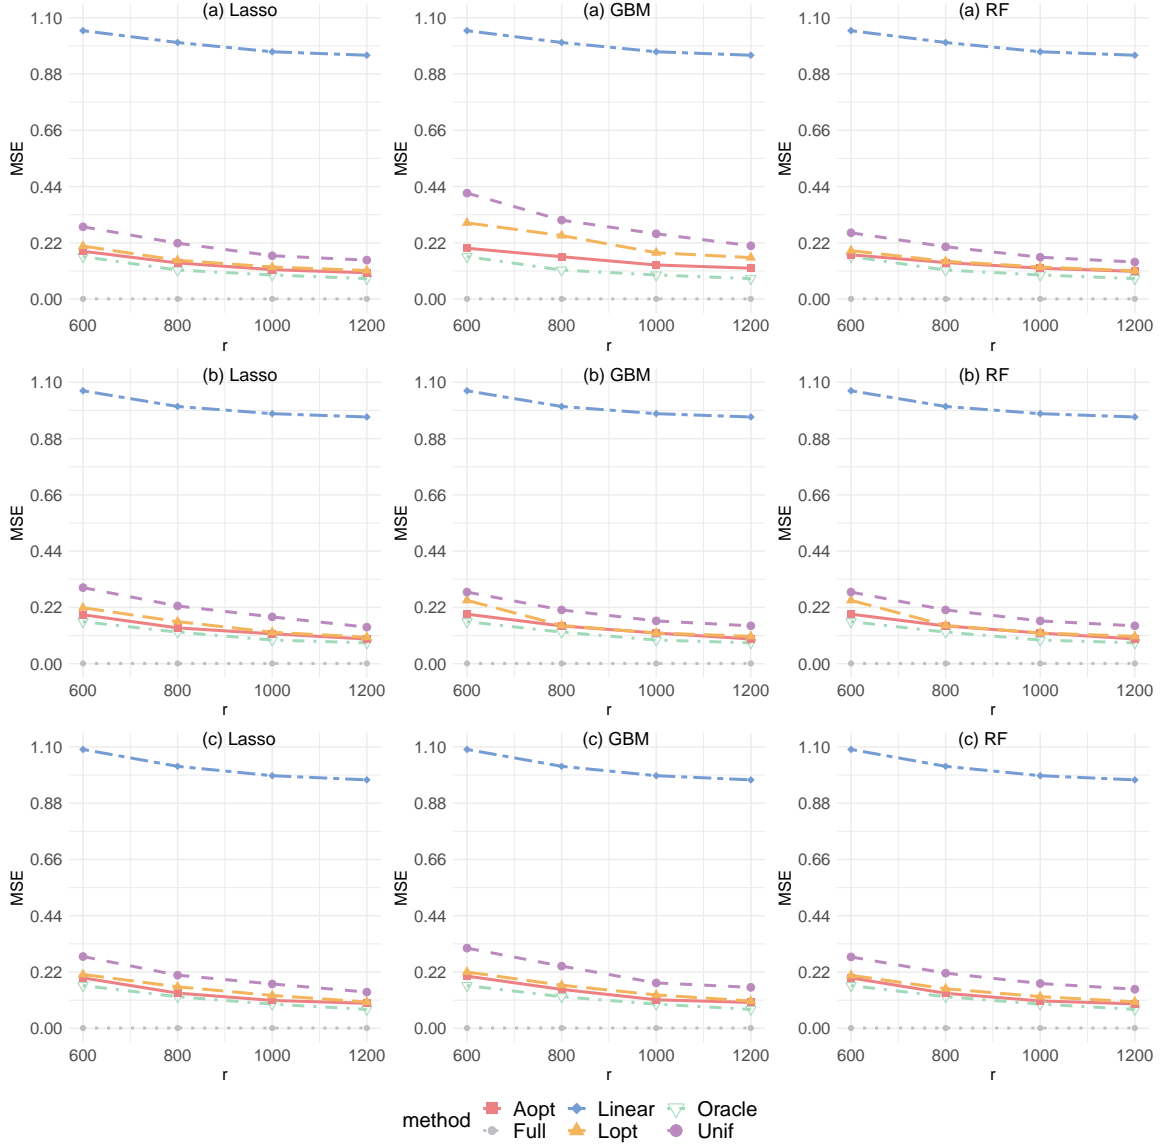 (a) Lasso
(a) GBM
(a) RF
MSE
1.10
0.88
0.66
0.44
0.22
0.00
600 800 1000 1200
r
MSE
1.10
0.88
0.66
0.44
0.22
0.00
600 800 1000 1200
r
MSE
1.10
0.88
0.66
0.44
0.22
0.00
600 800 1000 1200
r
(b) Lasso
(b) GBM
(b) RF
MSE
1.10
0.88
0.66
0.44
0.22
0.00
600 800 1000 1200
r
MSE
1.10
0.88
0.66
0.44
0.22
0.00
600 800 1000 1200
r
MSE
1.10
0.88
0.66
0.44
0.22
0.00
600 800 1000 1200
r
(c) Lasso
(c) GBM
(c) RF
MSE
1.10
0.88
0.66
0.44
0.22
0.00
600 800 1000 1200
r
MSE
1.10
0.88
0.66
0.44
0.22
0.00
600 800 1000 1200
r
MSE
1.10
0.88
0.66
0.44
0.22
0.00
600 800 1000 1200
r
method
Aopt Linear Oracle
Full Lopt Unif